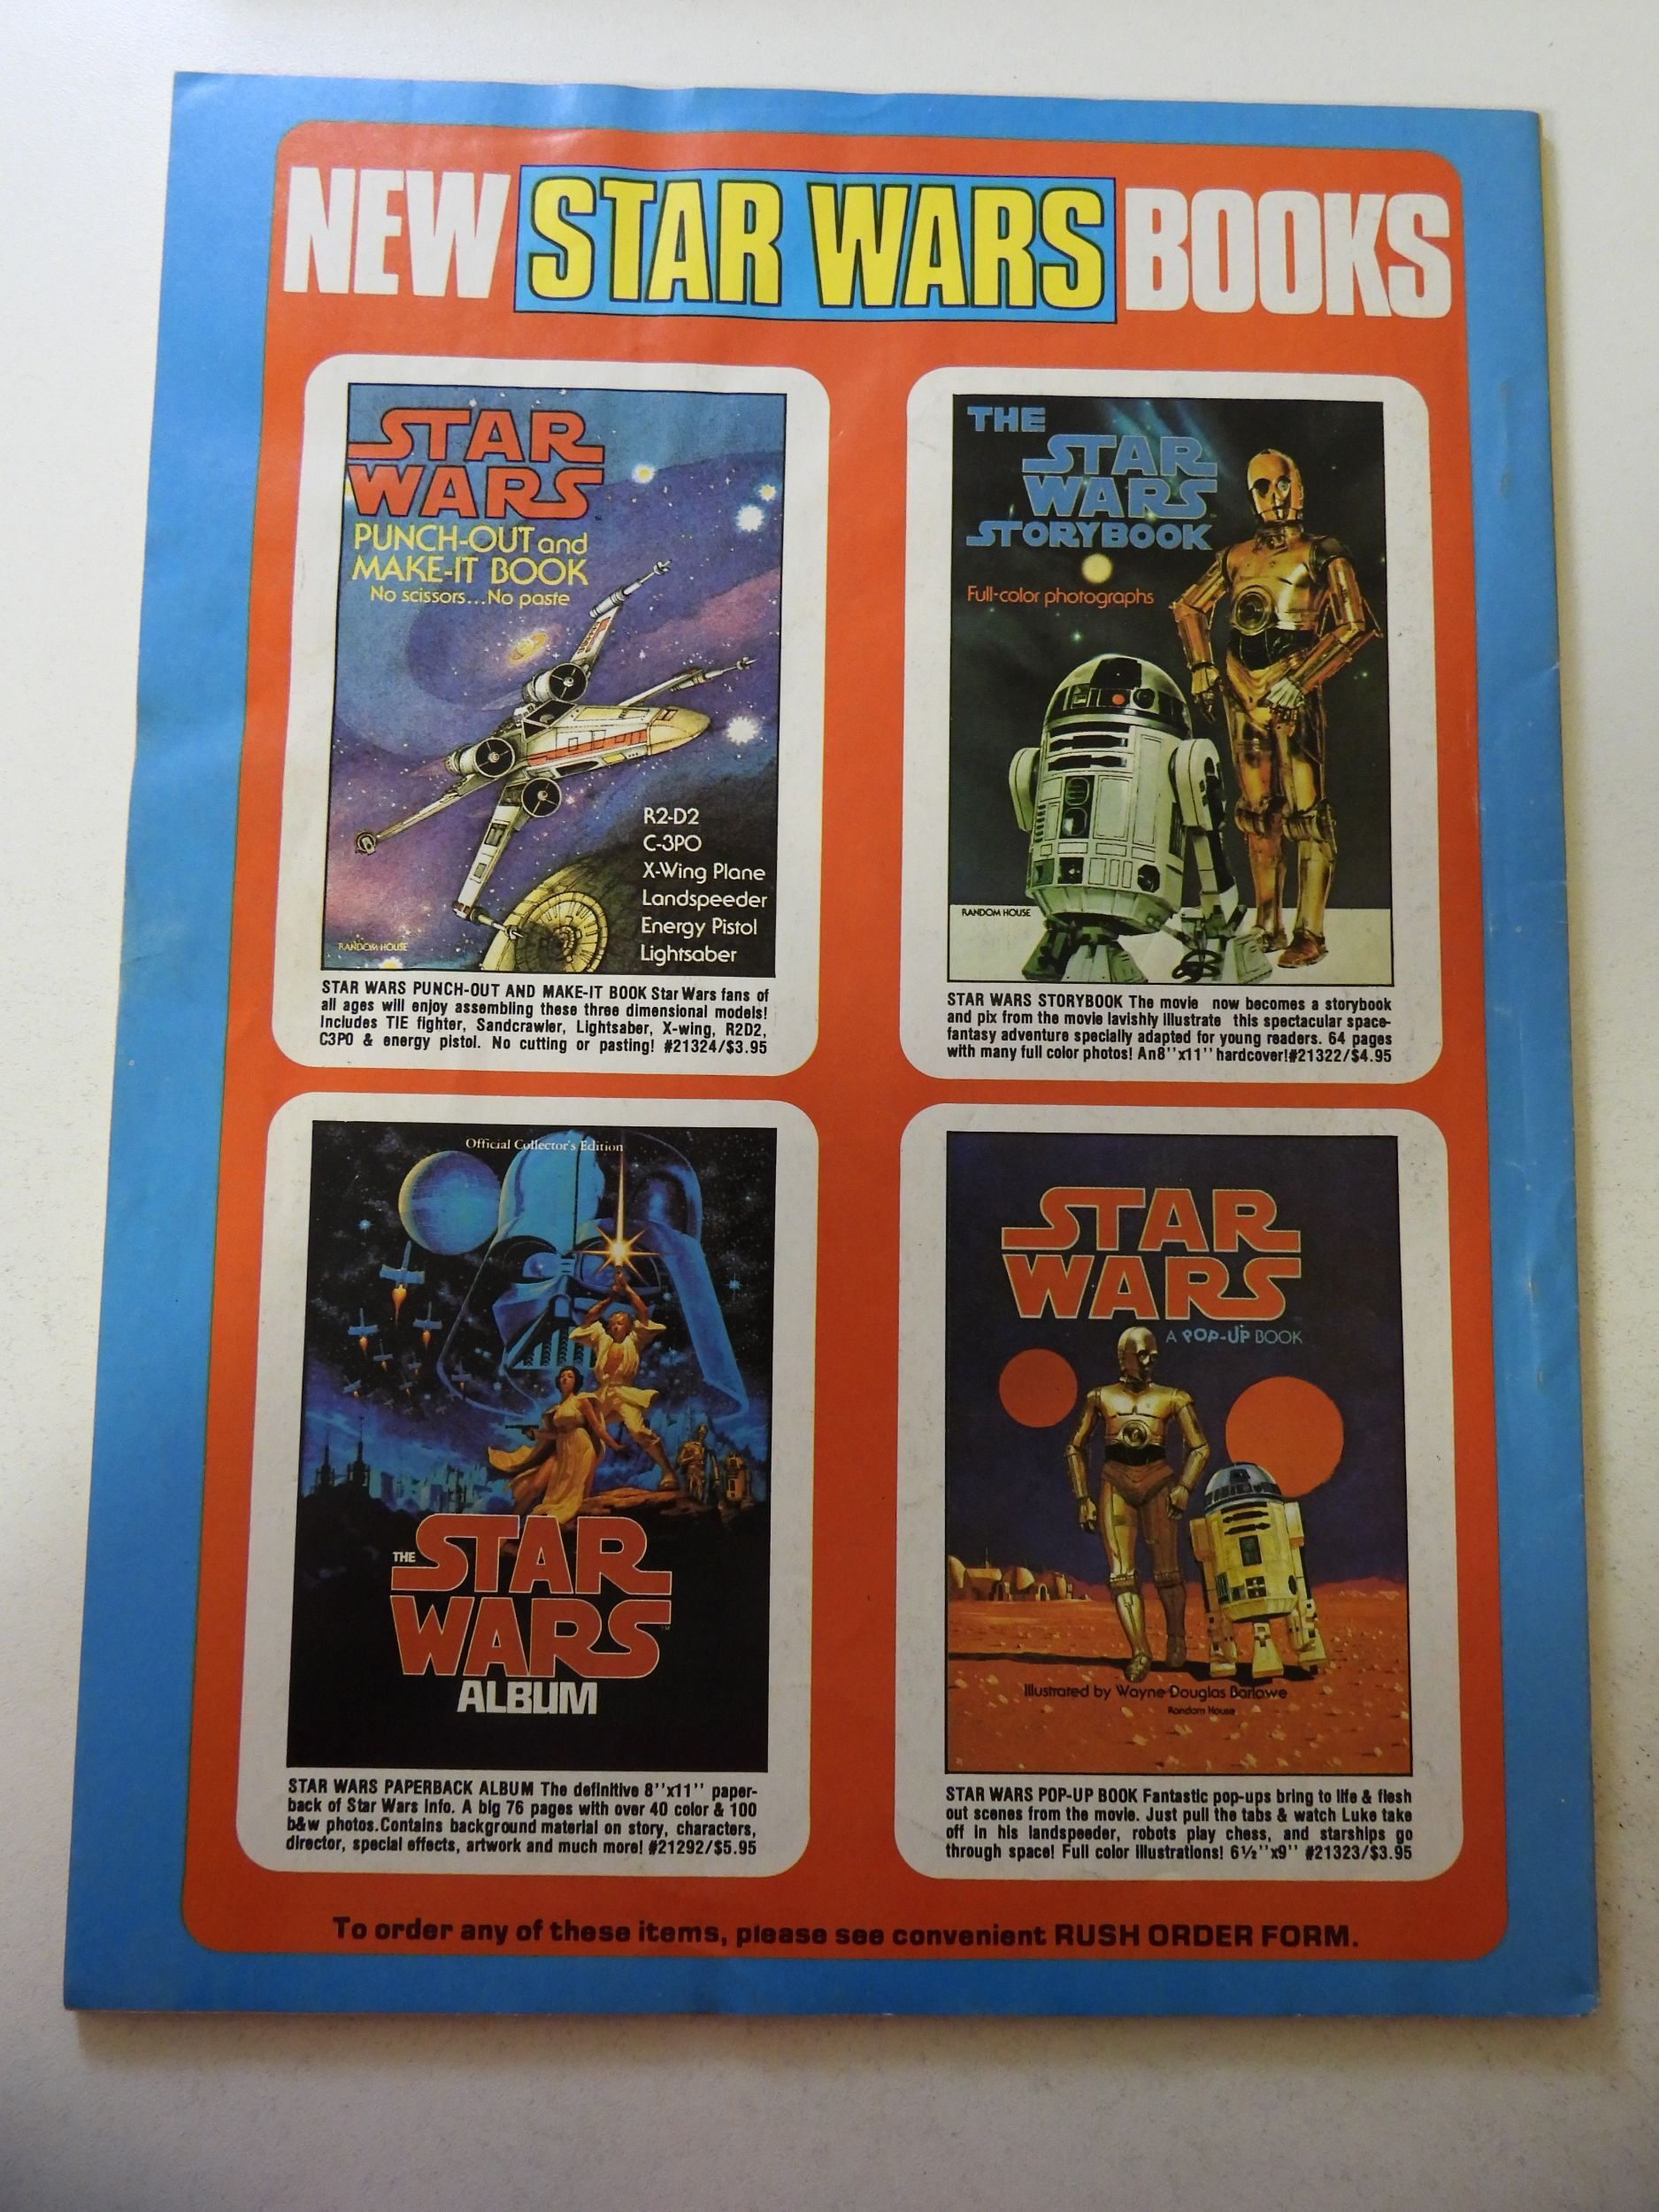 NEW STAR WARS BOOKS
STAR
WARS
PUNCH-OUT and
MAKE-IT BOOK
No scissors...No paste
R2-D2
C-3PO
X-Wing Plane
Landspeeder
Energy Pistol
Lightsaber
RANDOM HOUSE
STAR WARS PUNCH-OUT AND MAKE-IT BOOK Star Wars fans of
all ages will enjoy assembling these three dimensional models!
Includes TIE fighter, Sandcrawler, Lightsaber, X-wing, R2D2,
C3PO & energy pistol. No cutting or pasting! #21324/$3.95
THE
STAR
WARS
STORYBOOK
Full-color photographs
RANDOM HOUSE
STAR WARS STORYBOOK The movie now becomes a storybook
and pix from the movie lavishly illustrate this spectacular space-
fantasy adventure specially adapted for young readers. 64 pages
with many full color photos! An8''x11'' hardcover!#21322/$4.95
Official Collector's Edition
THE STAR
WARS™
ALBUM
STAR WARS PAPERBACK ALBUM The definitive 8''x11'' paper-
back of Star Wars info. A big 76 pages with over 40 color & 100
b&w photos.Contains background material on story, characters,
director, special effects, artwork and much more! #21292/$5.95
STAR
WARS
A POP-UP BOOK
Illustrated by Wayne Douglas Barlowe
Random House
STAR WARS POP-UP BOOK Fantastic pop-ups bring to life & flesh
out scenes from the movie. Just pull the tabs & watch Luke take
off in his landspeeder, robots play chess, and starships go
through space! Full color illustrations! 6½''x9'' #21323/$3.95
To order any of these items, please see convenient RUSH ORDER FORM.